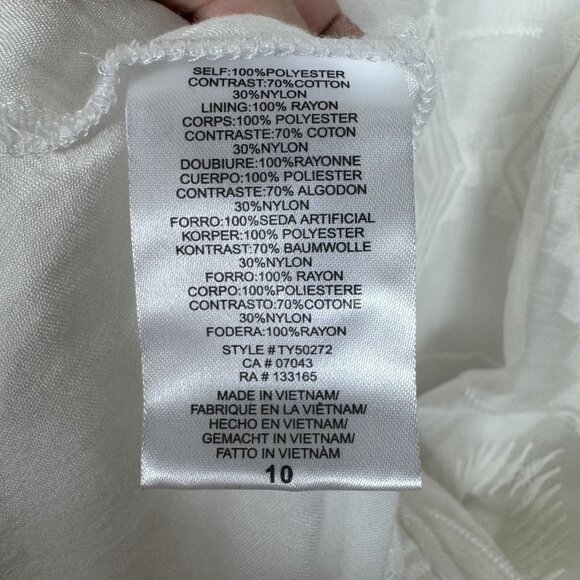 SELF:100%POLYESTER
CONTRAST:70%COTTON
30%NYLON
LINING:100% RAYON
CORPS:100% POLYESTER
CONTRASTE:70% COTON
30%NYLON
DOUBIURE:100%RAYONNE
CUERPO:100% POLIESTER
CONTRASTE:70% ALGODON
30%NYLON
FORRO:100%SEDA ARTIFICIAL
KORPER:100% POLYESTER
KONTRAST:70% BAUMWOLLE
30%NYLON
FORRO:100% RAYON
CORPO:100%POLIESTERE
CONTRASTO:70%COTONE
30%NYLON
FODERA:100%RAYON
STYLE # TY50272
CA # 07043
RA # 133165
MADE IN VIETNAM/
FABRIQUE EN LA VIÊTNAM/
HECHO EN VIETNAM/
GEMACHT IN VIETNAM/
FATTO IN VIETNÀM
10